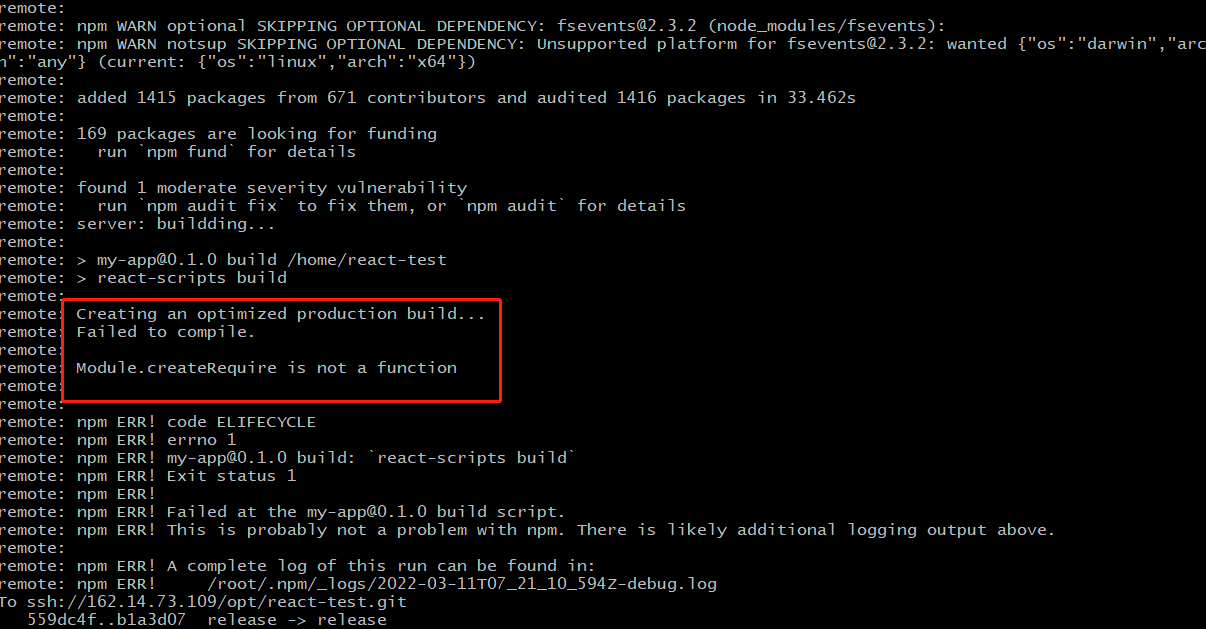 remote:
remote: npm WARN optional SKIPPING OPTIONAL DEPENDENCY: fsevents@2.3.2 (node_modules/fsevents):
remote: npm WARN notsup SKIPPING OPTIONAL DEPENDENCY: Unsupported platform for fsevents@2.3.2: wanted {"os":"darwin","arc
h":"any"} (current: {"os":"linux","arch":"x64"})
remote:
remote: added 1415 packages from 671 contributors and audited 1416 packages in 33.462s
remote:
remote: 169 packages are looking for funding
remote:   run `npm fund` for details
remote:
remote: found 1 moderate severity vulnerability
remote:   run `npm audit fix` to fix them, or `npm audit` for details
remote: server: buildding...
remote:
remote: > my-app@0.1.0 build /home/react-test
remote: > react-scripts build
remote:
remote: Creating an optimized production build...
remote: Failed to compile.
remote:
remote: Module.createRequire is not a function
remote:
remote:
remote: npm ERR! code ELIFECYCLE
remote: npm ERR! errno 1
remote: npm ERR! my-app@0.1.0 build: `react-scripts build`
remote: npm ERR! Exit status 1
remote: npm ERR!
remote: npm ERR! Failed at the my-app@0.1.0 build script.
remote: npm ERR! This is probably not a problem with npm. There is likely additional logging output above.
remote:
remote: npm ERR! A complete log of this run can be found in:
remote: npm ERR!     /root/.npm/_logs/2022-03-11T07_21_10_594Z-debug.log
To ssh://162.14.73.109/opt/react-test.git
   559dc4f..b1a3d07  release -> release